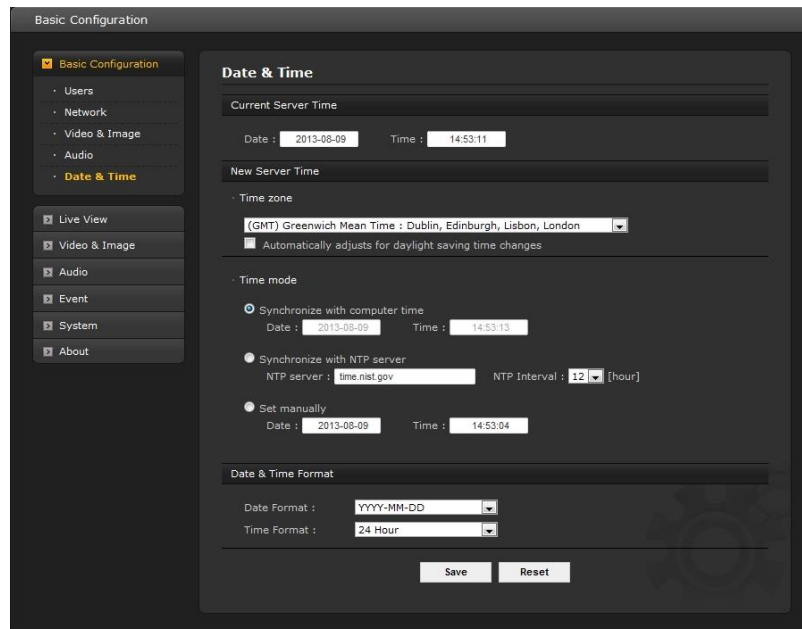 Basic Configuration
Basic Configuration
· Users
· Network
· Video & Image
· Audio
· Date & Time
Live View
Video & Image
Audio
Event
System
About
Date & Time
Current Server Time
Date : 2013-08-09 Time : 14:53:11
New Server Time
· Time zone
(GMT) Greenwich Mean Time : Dublin, Edinburgh, Lisbon, London
Automatically adjusts for daylight saving time changes
· Time mode
Synchronize with computer time
Date : 2013-08-09 Time : 14:53:13
Synchronize with NTP server
NTP server : time.nist.gov NTP Interval : 12 [hour]
Set manually
Date : 2013-08-09 Time : 14:53:04
Date & Time Format
Date Format : YYYY-MM-DD
Time Format : 24 Hour
Save Reset